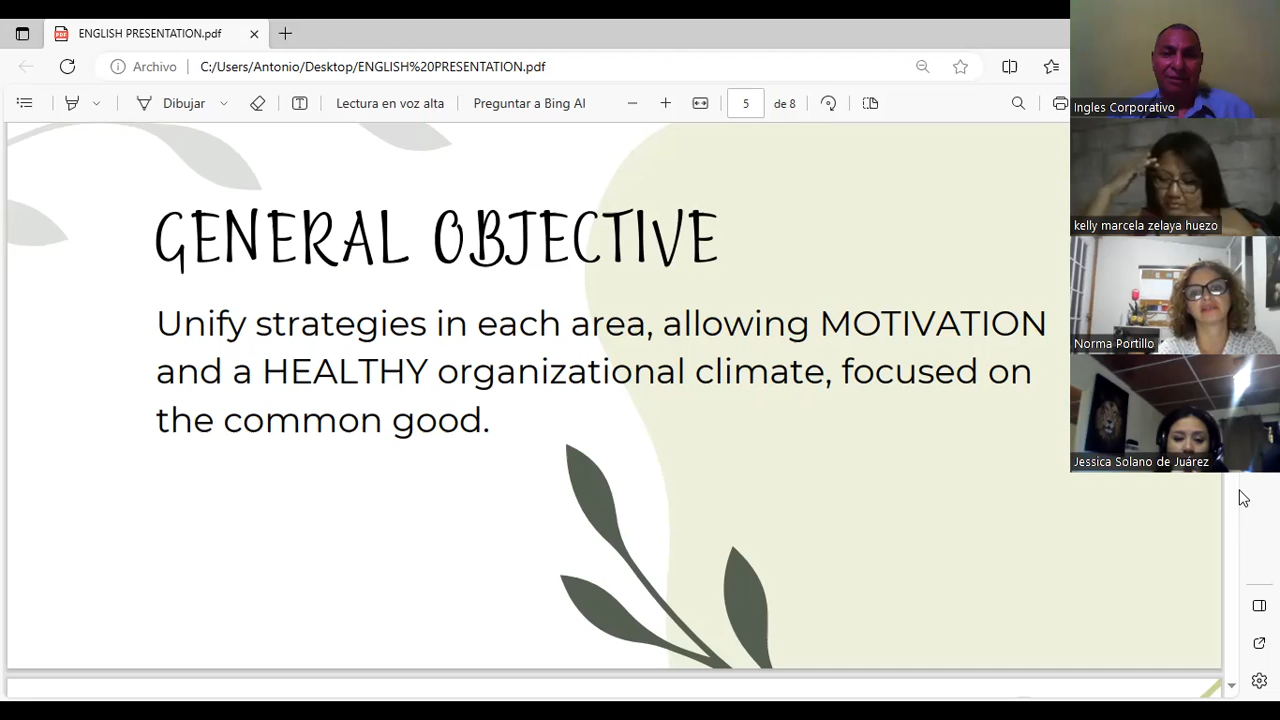 ENGLISH PRESENTATION.pdf
Archivo
C:/Users/Antonio/Desktop/ENGLISH%20PRESENTATION.pdf
Dibujar
Lectura en voz alta
Preguntar a Bing AI
5
de 8
GENERAL OBJECTIVE
Unify strategies in each area, allowing MOTIVATION
and a HEALTHY organizational climate, focused on
the common good.
Ingles Corporativo
kelly marcela zelaya huezo
Norma Portillo
Jessica Solano de Juárez